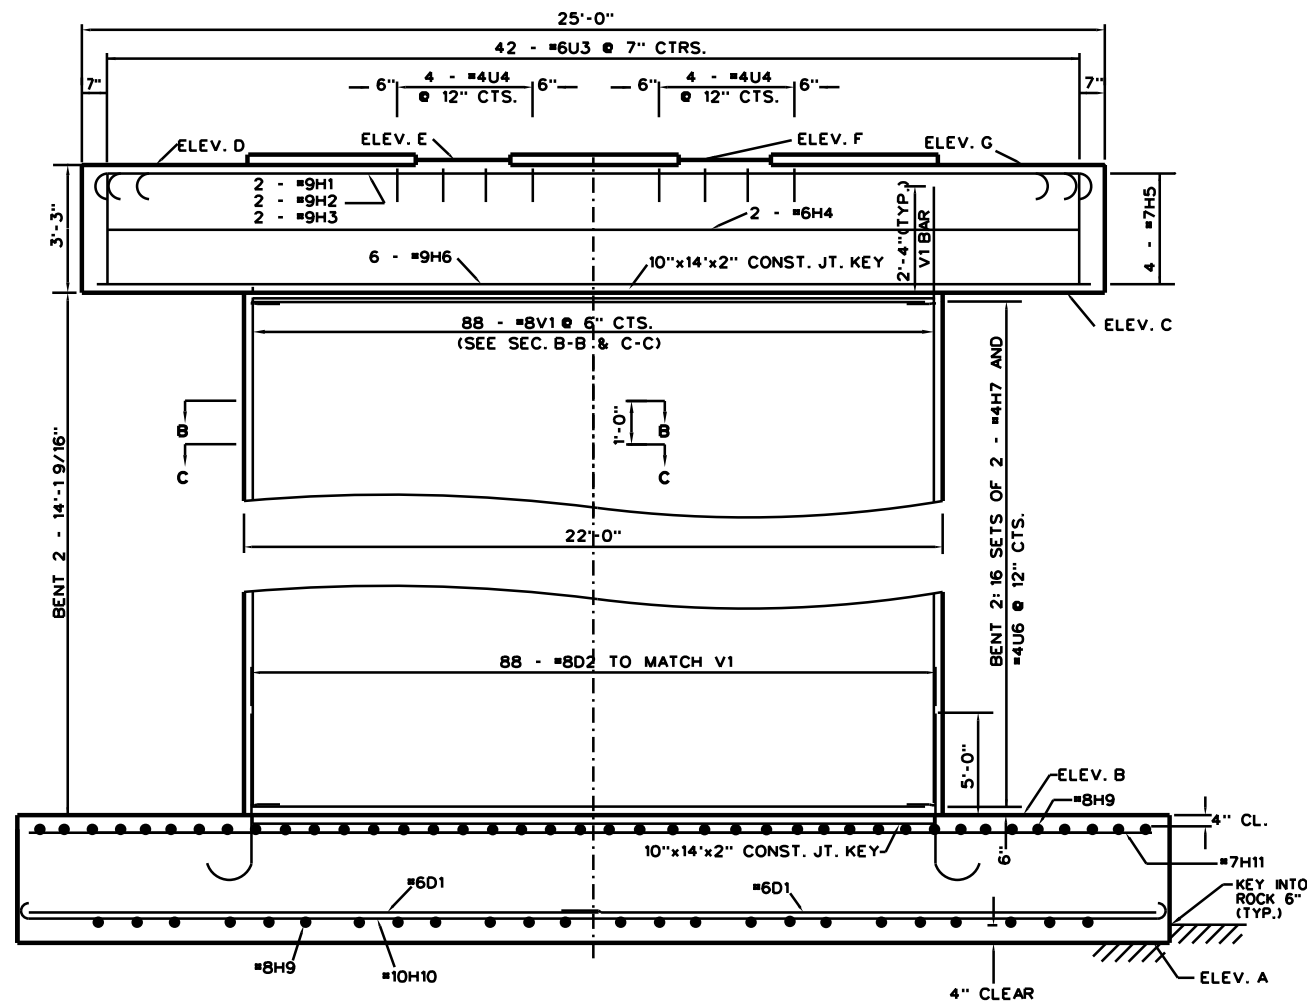 25'-0"
42 - #6U3 @ 7" CTRS.
7"
6"
4 - #4U4
@ 12" CTS.
6"
6"
4 - #4U4
@ 12" CTS.
6"
7"
ELEV. D
ELEV. E
ELEV. F
ELEV. G
2 - #9H1
2 - #9H2
2 - #9H3
2 - #6H4
2'-4"(TYP.)
V1 BAR
4 - #7H5
3'-3"
6 - #9H6
10"x14'x2" CONST. JT. KEY
ELEV. C
88 - #8V1 @ 6" CTS.
(SEE SEC. B-B & C-C)
B
C
1'-0"
B
C
BENT 2 - 14'-1 9/16"
22'-0"
BENT 2: 16 SETS OF 2 - #4H7 AND
#4U6 @ 12" CTS.
88 - #8D2 TO MATCH V1
5'-0"
ELEV. B
#8H9
4" CL.
10"x14'x2" CONST. JT. KEY
6"
#7H11
#6D1
#6D1
KEY INTO
ROCK 6"
(TYP.)
#8H9
#10H10
4" CLEAR
ELEV. A